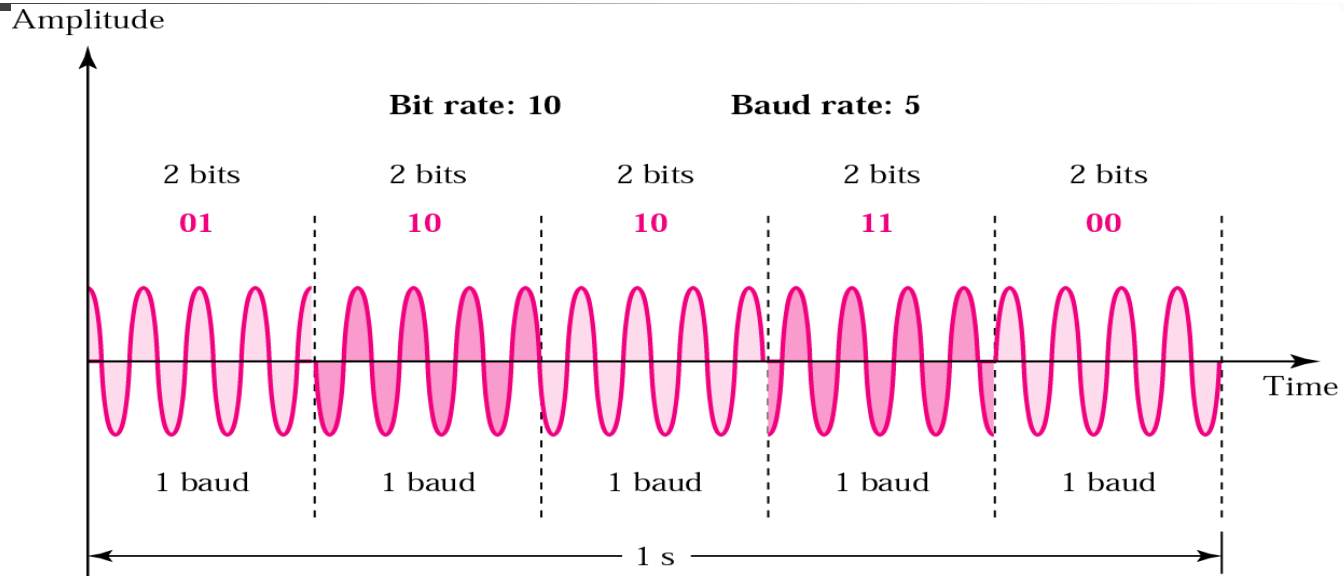 Amplitude
Bit rate: 10 Baud rate: 5
2 bits 2 bits 2 bits 2 bits 2 bits
01 10 10 11 00
Time
1 baud 1 baud 1 baud 1 baud 1 baud
1 s